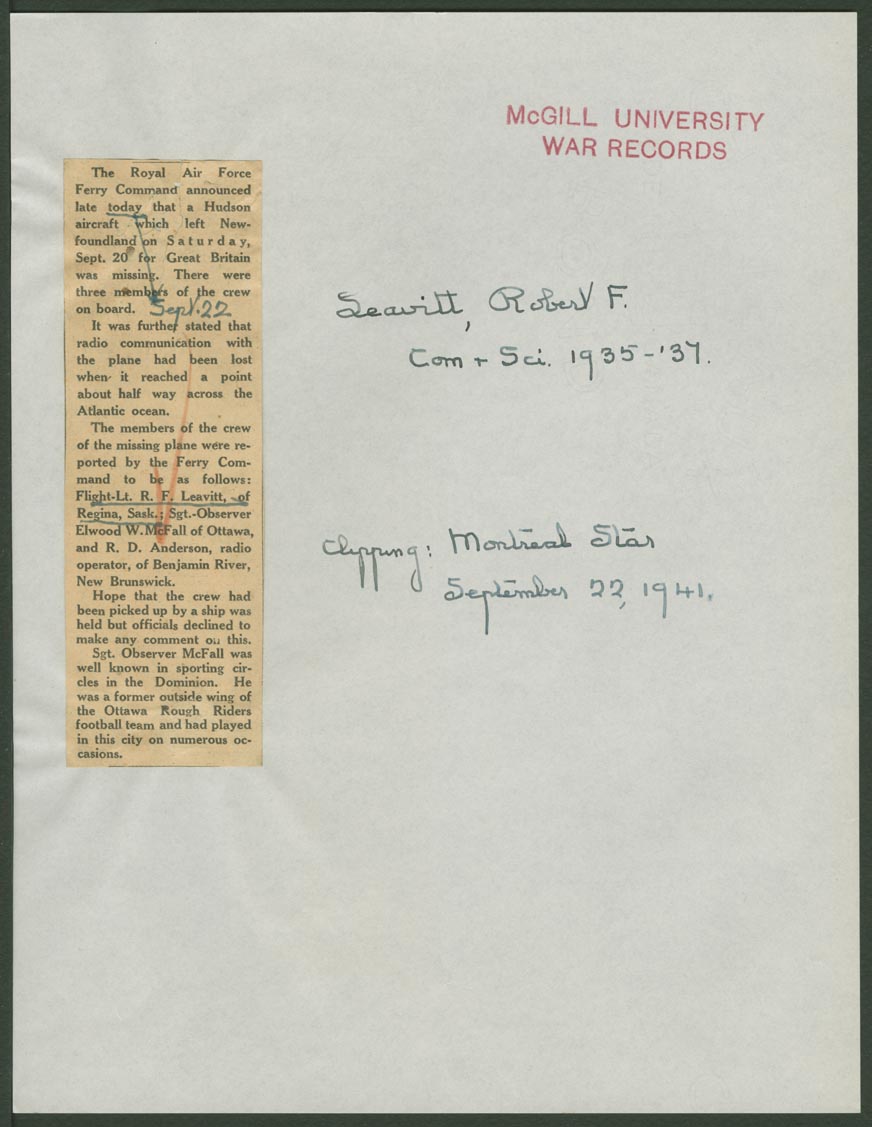 McGILL UNIVERSITY
WAR RECORDS
The Royal Air Force
Ferry Command announced
late today that a Hudson
aircraft which left New-
foundland on Saturday,
Sept. 20 for Great Britain
was missing. There were
three members of the crew
on board. Sept. 22
It was further stated that
radio communication with
the plane had been lost
when it reached a point
about half way across the
Atlantic ocean.
The members of the crew
of the missing plane were re-
ported by the Ferry Com-
mand to be as follows:
Flight-Lt. R. F. Leavitt, of
Regina, Sask.; Sgt.-Observer
Elwood W. McFall of Ottawa,
and R. D. Anderson, radio
operator, of Benjamin River,
New Brunswick.
Hope that the crew had
been picked up by a ship was
held but officials declined to
make any comment on this.
Sgt. Observer McFall was
well known in sporting cir-
cles in the Dominion. He
was a former outside wing of
the Ottawa Rough Riders
football team and had played
in this city on numerous oc-
casions.
Leavitt, Robert F.
Com + Sci. 1935-'37.
Clipping: Montreal Star
September 22, 1941.